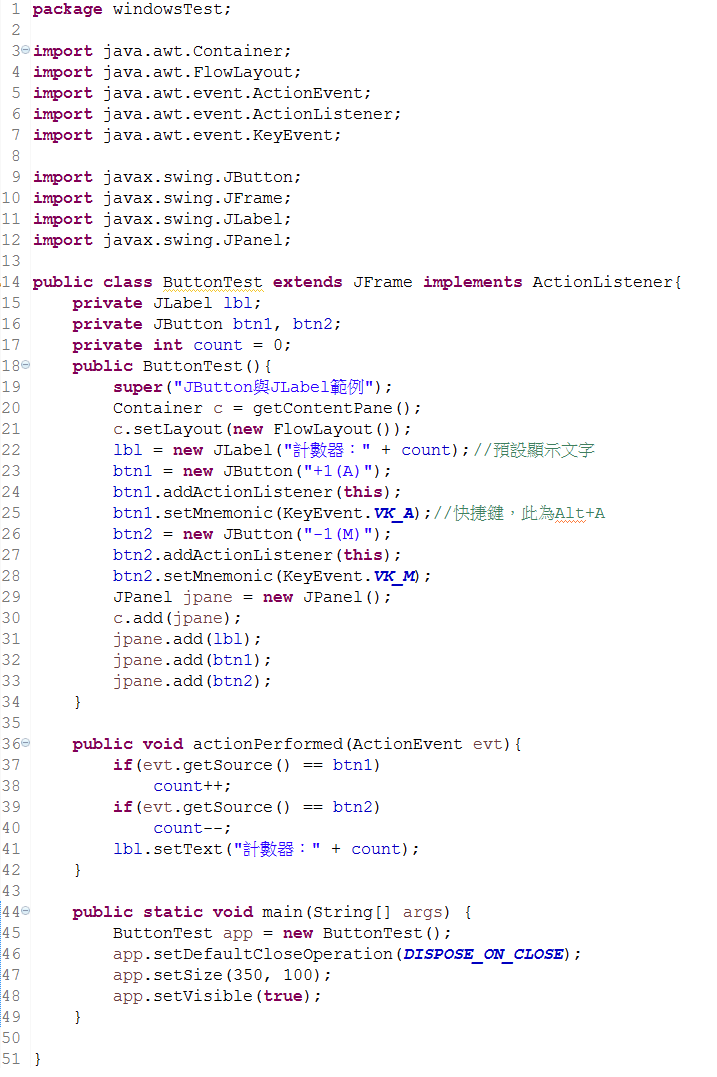 1 package windowsTest;
2
3 import java.awt.Container;
4 import java.awt.FlowLayout;
5 import java.awt.event.ActionEvent;
6 import java.awt.event.ActionListener;
7 import java.awt.event.KeyEvent;
8
9 import javax.swing.JButton;
10 import javax.swing.JFrame;
11 import javax.swing.JLabel;
12 import javax.swing.JPanel;
13
14 public class ButtonTest extends JFrame implements ActionListener{
15     private JLabel lbl;
16     private JButton btn1, btn2;
17     private int count = 0;
18     public ButtonTest(){
19         super("JButton與JLabel範例");
20         Container c = getContentPane();
21         c.setLayout(new FlowLayout());
22         lbl = new JLabel("計數器：" + count);//預設顯示文字
23         btn1 = new JButton("+1(A)");
24         btn1.addActionListener(this);
25         btn1.setMnemonic(KeyEvent.VK_A);//快捷鍵，此為Alt+A
26         btn2 = new JButton("-1(M)");
27         btn2.addActionListener(this);
28         btn2.setMnemonic(KeyEvent.VK_M);
29         JPanel jpane = new JPanel();
30         c.add(jpane);
31         jpane.add(lbl);
32         jpane.add(btn1);
33         jpane.add(btn2);
34     }
35
36     public void actionPerformed(ActionEvent evt){
37         if(evt.getSource() == btn1)
38             count++;
39         if(evt.getSource() == btn2)
40             count--;
41         lbl.setText("計數器：" + count);
42     }
43
44     public static void main(String[] args) {
45         ButtonTest app = new ButtonTest();
46         app.setDefaultCloseOperation(DISPOSE_ON_CLOSE);
47         app.setSize(350, 100);
48         app.setVisible(true);
49     }
50
51 }